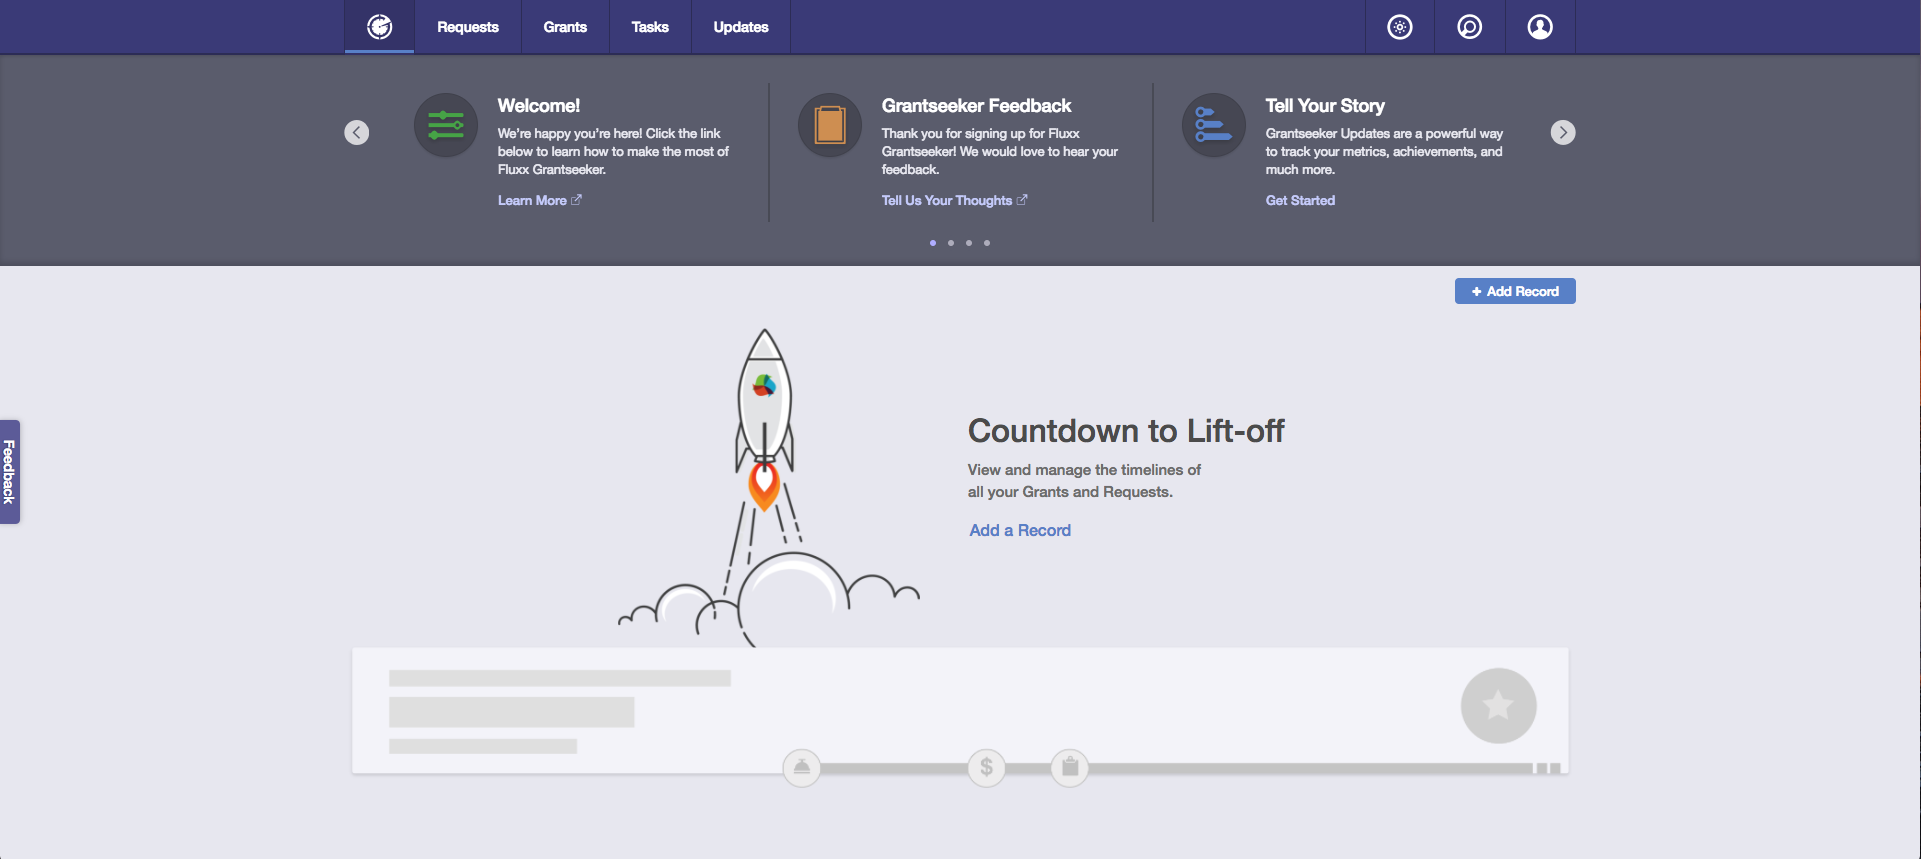 Requests
Grants
Tasks
Updates
Welcome!
We're happy you're here! Click the link
below to learn how to make the most of
Fluxx Grantseeker.
Learn More
Grantseeker Feedback
Thank you for signing up for Fluxx
Grantseeker! We would love to hear your
feedback.
Tell Us Your Thoughts
Tell Your Story
Grantseeker Updates are a powerful way
to track your metrics, achievements, and
much more.
Get Started
+ Add Record
Feedback
Countdown to Lift-off
View and manage the timelines of
all your Grants and Requests.
Add a Record
$